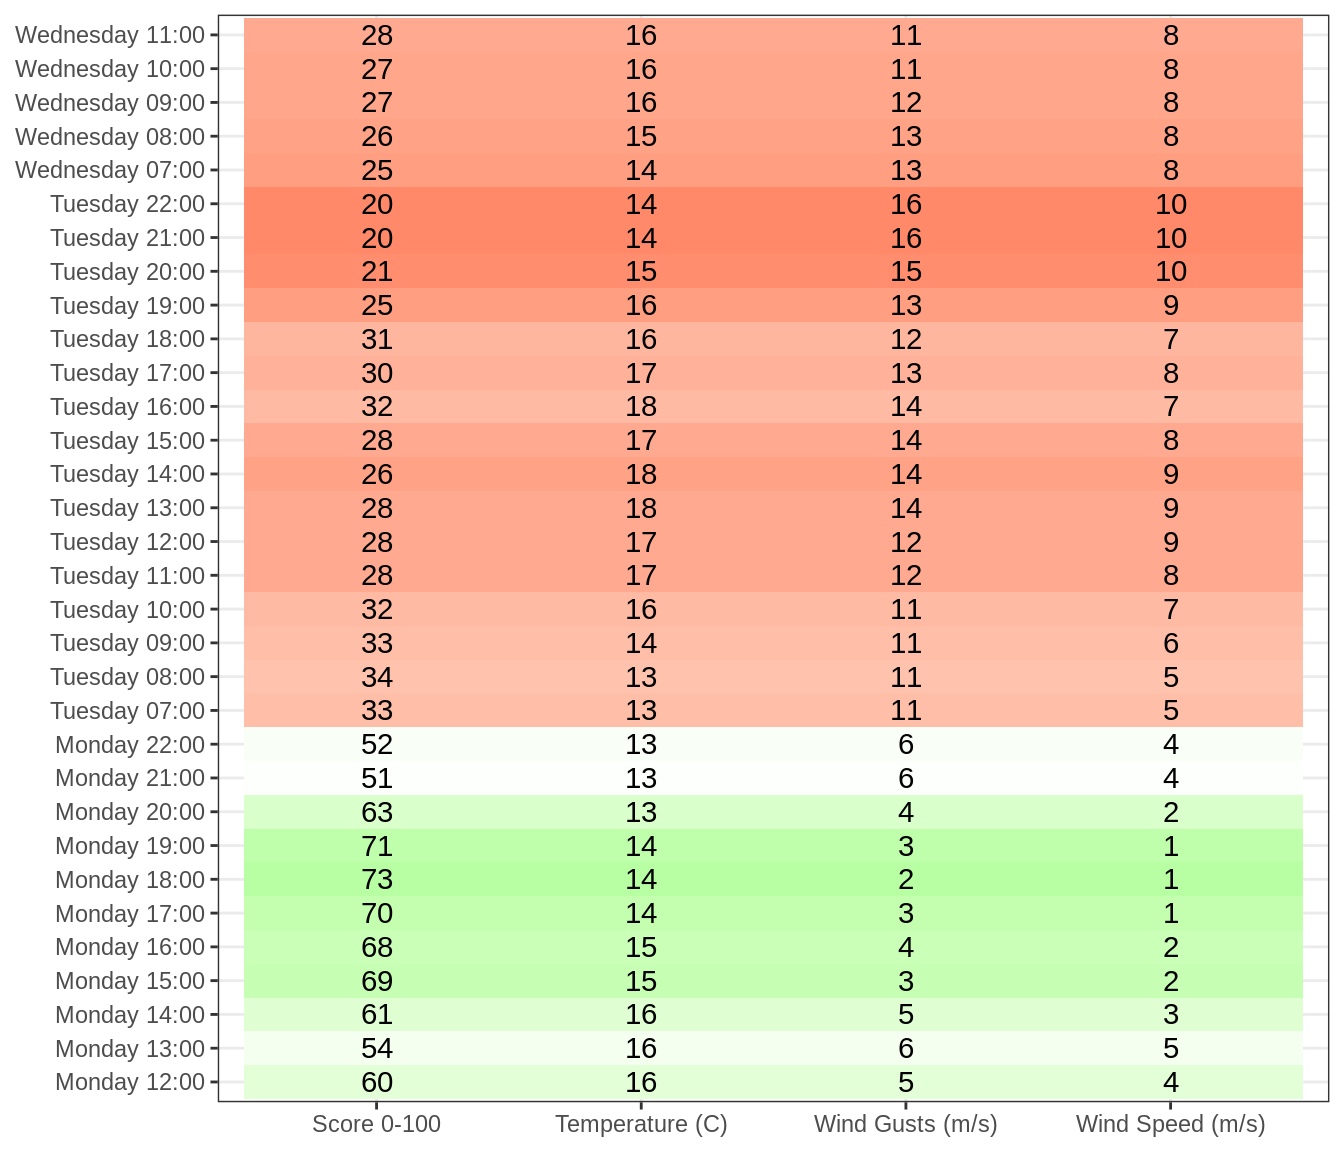 Wednesday 11:00 28 16 11 8
Wednesday 10:00 27 16 11 8
Wednesday 09:00 27 16 12 8
Wednesday 08:00 26 15 13 8
Wednesday 07:00 25 14 13 8
Tuesday 22:00 20 14 16 10
Tuesday 21:00 20 14 16 10
Tuesday 20:00 21 15 15 10
Tuesday 19:00 25 16 13 9
Tuesday 18:00 31 16 12 7
Tuesday 17:00 30 17 13 8
Tuesday 16:00 32 18 14 7
Tuesday 15:00 28 17 14 8
Tuesday 14:00 26 18 14 9
Tuesday 13:00 28 18 14 9
Tuesday 12:00 28 17 12 9
Tuesday 11:00 28 17 12 8
Tuesday 10:00 32 16 11 7
Tuesday 09:00 33 14 11 6
Tuesday 08:00 34 13 11 5
Tuesday 07:00 33 13 11 5
Monday 22:00 52 13 6 4
Monday 21:00 51 13 6 4
Monday 20:00 63 13 4 2
Monday 19:00 71 14 3 1
Monday 18:00 73 14 2 1
Monday 17:00 70 14 3 1
Monday 16:00 68 15 4 2
Monday 15:00 69 15 3 2
Monday 14:00 61 16 5 3
Monday 13:00 54 16 6 5
Monday 12:00 60 16 5 4
Score 0-100 Temperature (C) Wind Gusts (m/s) Wind Speed (m/s)